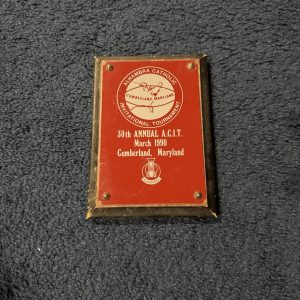 ALHAMBRA CATHOLIC
CUMBERLAND, MARYLAND
INVITATIONAL TOURNAMENT
30th ANNUAL A.C.I.T.
March 1990
Cumberland, Maryland